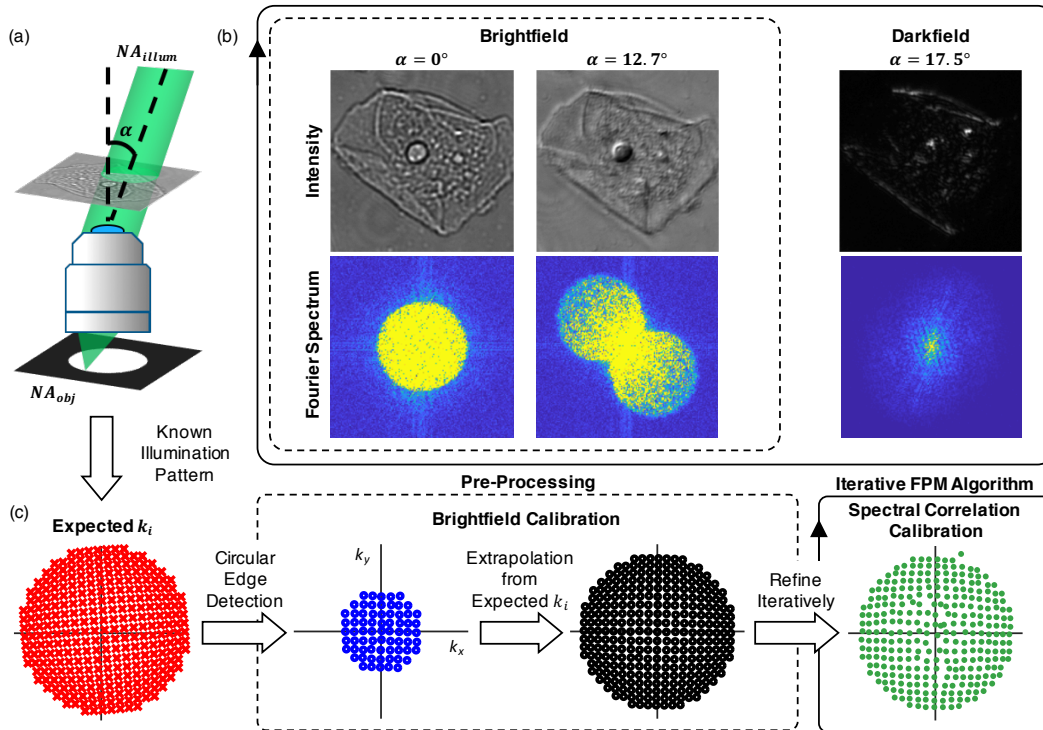 (a)
NA_illum
α
NA_obj
Known
Illumination
Pattern
(b)
Brightfield
Darkfield
α = 0°
α = 12.7°
α = 17.5°
Intensity
Fourier Spectrum
(c)
Expected k_i
Circular
Edge
Detection
Pre-Processing
Brightfield Calibration
k_y
k_x
Extrapolation
from
Expected k_i
Refine
Iteratively
Iterative FPM Algorithm
Spectral Correlation
Calibration